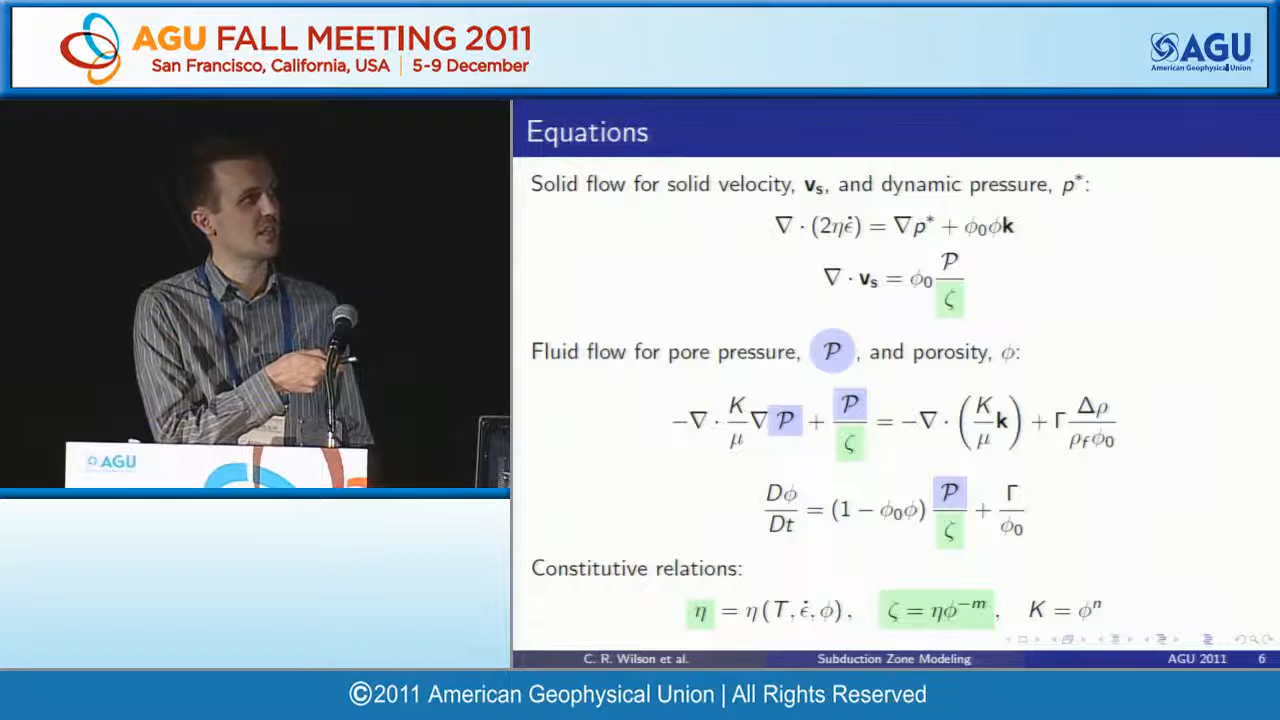 AGU FALL MEETING 2011
San Francisco, California, USA | 5-9 December
AGU
American Geophysical Union
Equations
Solid flow for solid velocity, vₛ, and dynamic pressure, p*:
∇ · (2ηϵ̇) = ∇p* + ϕ₀ϕk
∇ · vₛ = ϕ₀ 𝒫/ζ
Fluid flow for pore pressure, 𝒫, and porosity, ϕ:
−∇ · K/μ ∇𝒫 + 𝒫/ζ = −∇ · (K/μ k) + Γ Δρ/(ρ_f ϕ₀)
Dϕ/Dt = (1 − ϕ₀ϕ) 𝒫/ζ + Γ/ϕ₀
Constitutive relations:
η = η(T, ϵ̇, ϕ), ζ = ηϕ⁻ᵐ, K = ϕⁿ
C. R. Wilson et al. Subduction Zone Modeling AGU 2011 6
AGU
©2011 American Geophysical Union | All Rights Reserved